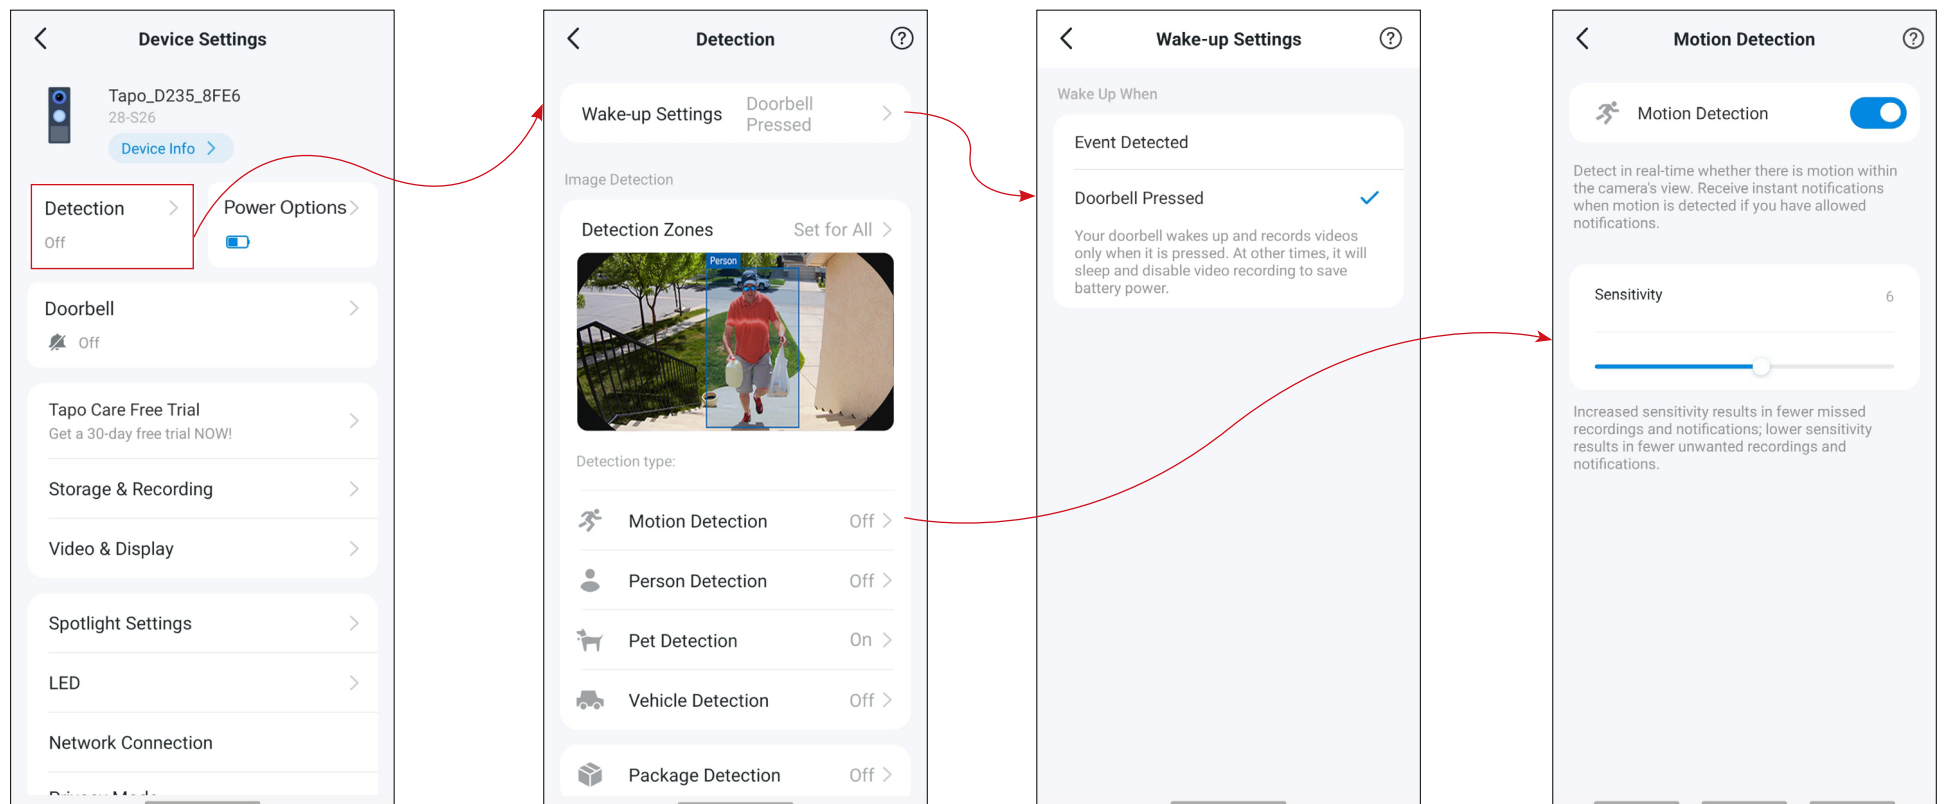 Device Settings
Tapo_D235_8FE6
28-S26
Device Info
Detection
Off
Power Options
Doorbell
Off
Tapo Care Free Trial
Get a 30-day free trial NOW!
Storage & Recording
Video & Display
Spotlight Settings
LED
Network Connection
Privacy Mode
Detection
Wake-up Settings
Doorbell
Pressed
Image Detection
Detection Zones
Set for All
Person
Detection type:
Motion Detection Off
Person Detection Off
Pet Detection On
Vehicle Detection Off
Package Detection Off
Wake-up Settings
Wake Up When
Event Detected
Doorbell Pressed
Your doorbell wakes up and records videos
only when it is pressed. At other times, it will
sleep and disable video recording to save
battery power.
Motion Detection
Motion Detection
Detect in real-time whether there is motion within
the camera's view. Receive instant notifications
when motion is detected if you have allowed
notifications.
Sensitivity 6
Increased sensitivity results in fewer missed
recordings and notifications; lower sensitivity
results in fewer unwanted recordings and
notifications.